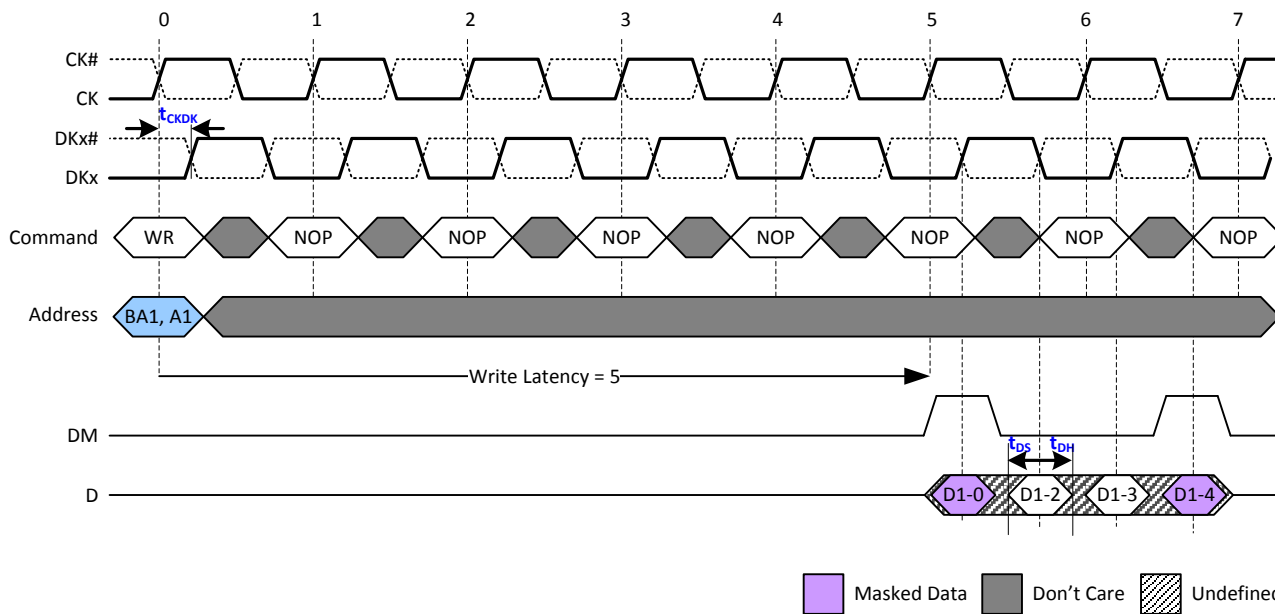 0 1 2 3 4 5 6 7
CK#
CK
tCKDK
DKx#
DKx
Command WR NOP NOP NOP NOP NOP NOP NOP
Address BA1, A1
Write Latency = 5
DM
tDS tDH
D D1-0 D1-2 D1-3 D1-4
Masked Data Don't Care Undefined